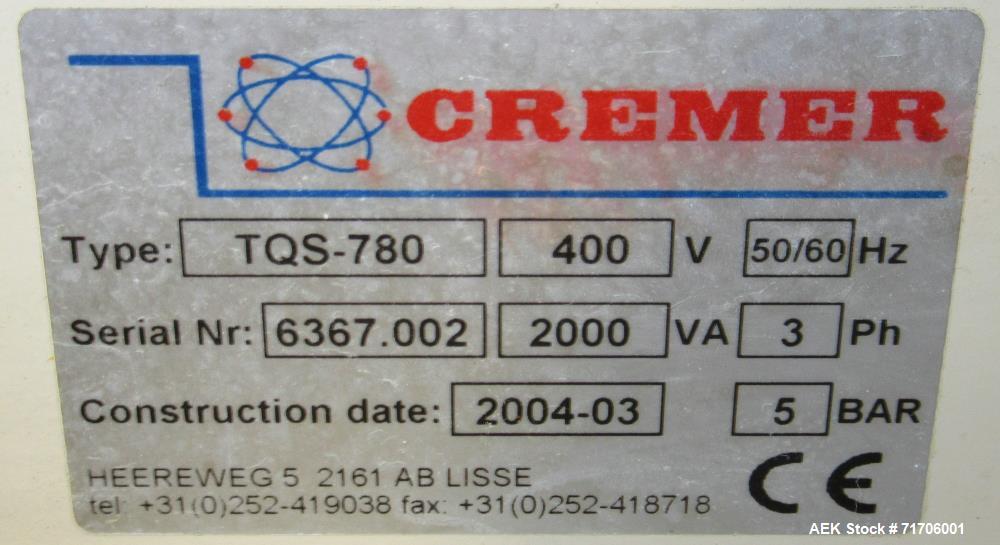 CREMER
Type: TQS-780 400 V 50/60 Hz
Serial Nr: 6367.002 2000 VA 3 Ph
Construction date: 2004-03 5 BAR
HEEREWEG 5 2161 AB LISSE
tel: +31(0)252-419038 fax: +31(0)252-418718
CE
AEK Stock # 71706001